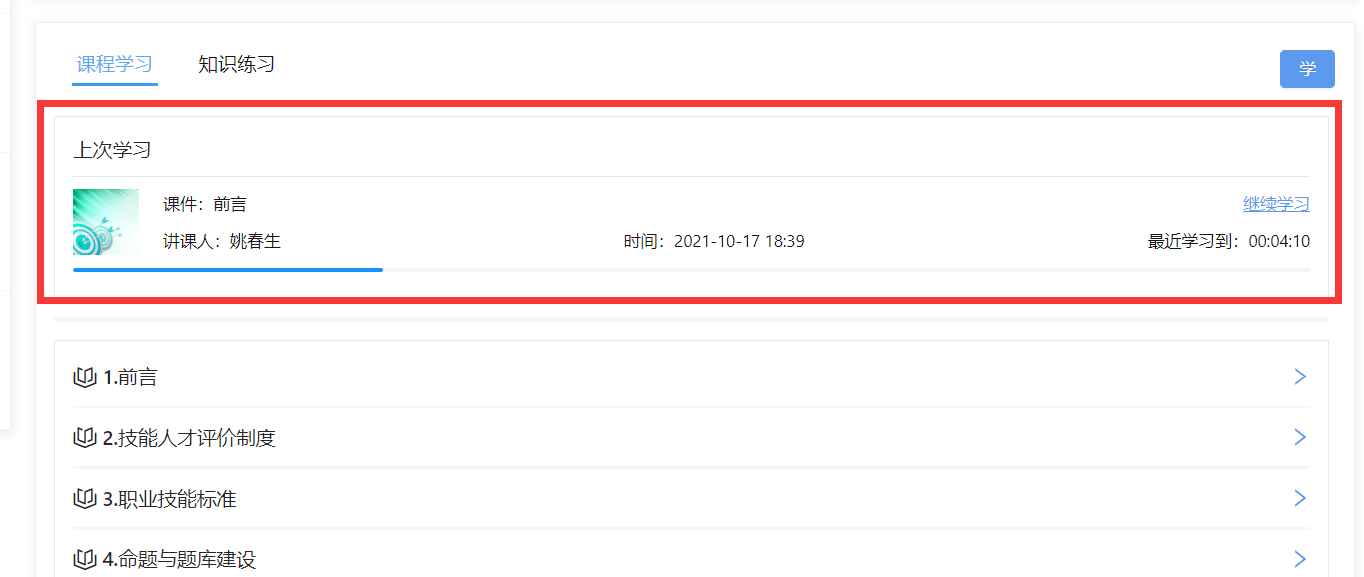 课程学习 知识练习
学
上次学习
课件：前言
继续学习
讲课人：姚春生 时间：2021-10-17 18:39 最近学习到：00:04:10
1.前言
2.技能人才评价制度
3.职业技能标准
4.命题与题库建设